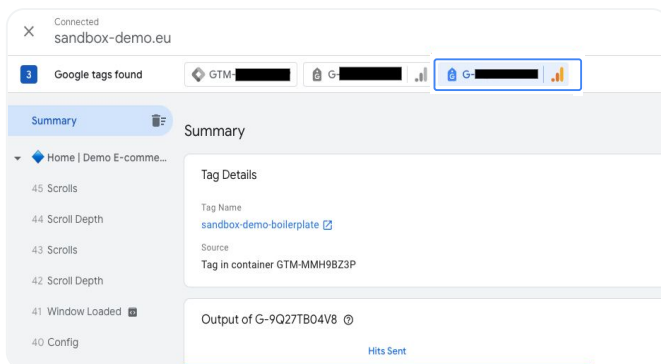 Connected
sandbox-demo.eu
3 Google tags found GTM- G- G-
Summary
Summary
Home | Demo E-comme...
Tag Details
45 Scrolls
Tag Name
44 Scroll Depth
sandbox-demo-boilerplate
Source
43 Scrolls
Tag in container GTM-MMH9BZ3P
42 Scroll Depth
41 Window Loaded
Output of G-9Q27TB04V8
40 Config
Hits Sent